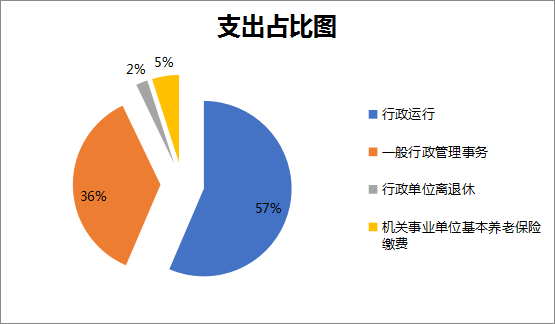 支出占比图
2%
5%
36%
57%
行政运行
一般行政管理事务
行政单位离退休
机关事业单位基本养老保险
缴费